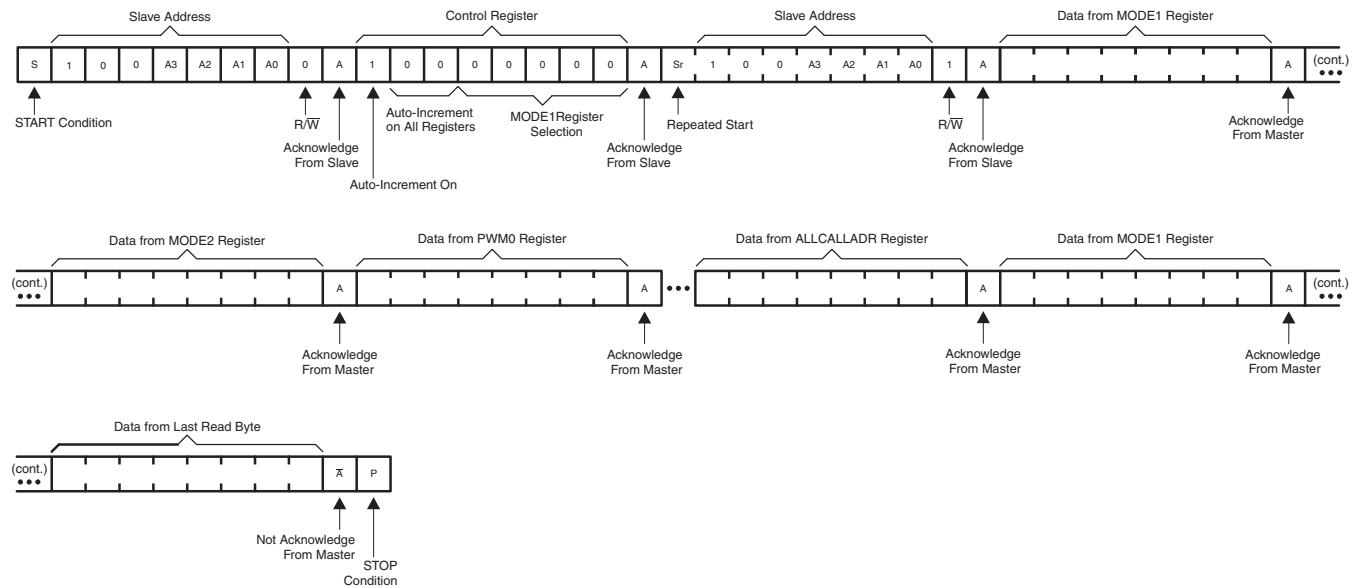 Slave Address Control Register Slave Address Data from MODE1 Register
S 1 0 0 A3 A2 A1 A0 0 A 1 0 0 0 0 0 0 0 A Sr 1 0 0 A3 A2 A1 A0 1 A A (cont.)
START Condition
R/W̅
Acknowledge
From Slave
Auto-Increment On
Auto-Increment
on All Registers
MODE1Register
Selection
Acknowledge
From Slave
Repeated Start
R/W̅
Acknowledge
From Slave
Acknowledge
From Master
Data from MODE2 Register Data from PWM0 Register Data from ALLCALLADR Register Data from MODE1 Register
(cont.) A A A A (cont.)
Acknowledge
From Master
Acknowledge
From Master
Acknowledge
From Master
Acknowledge
From Master
Data from Last Read Byte
(cont.) A̅ P
Not Acknowledge
From Master
STOP
Condition